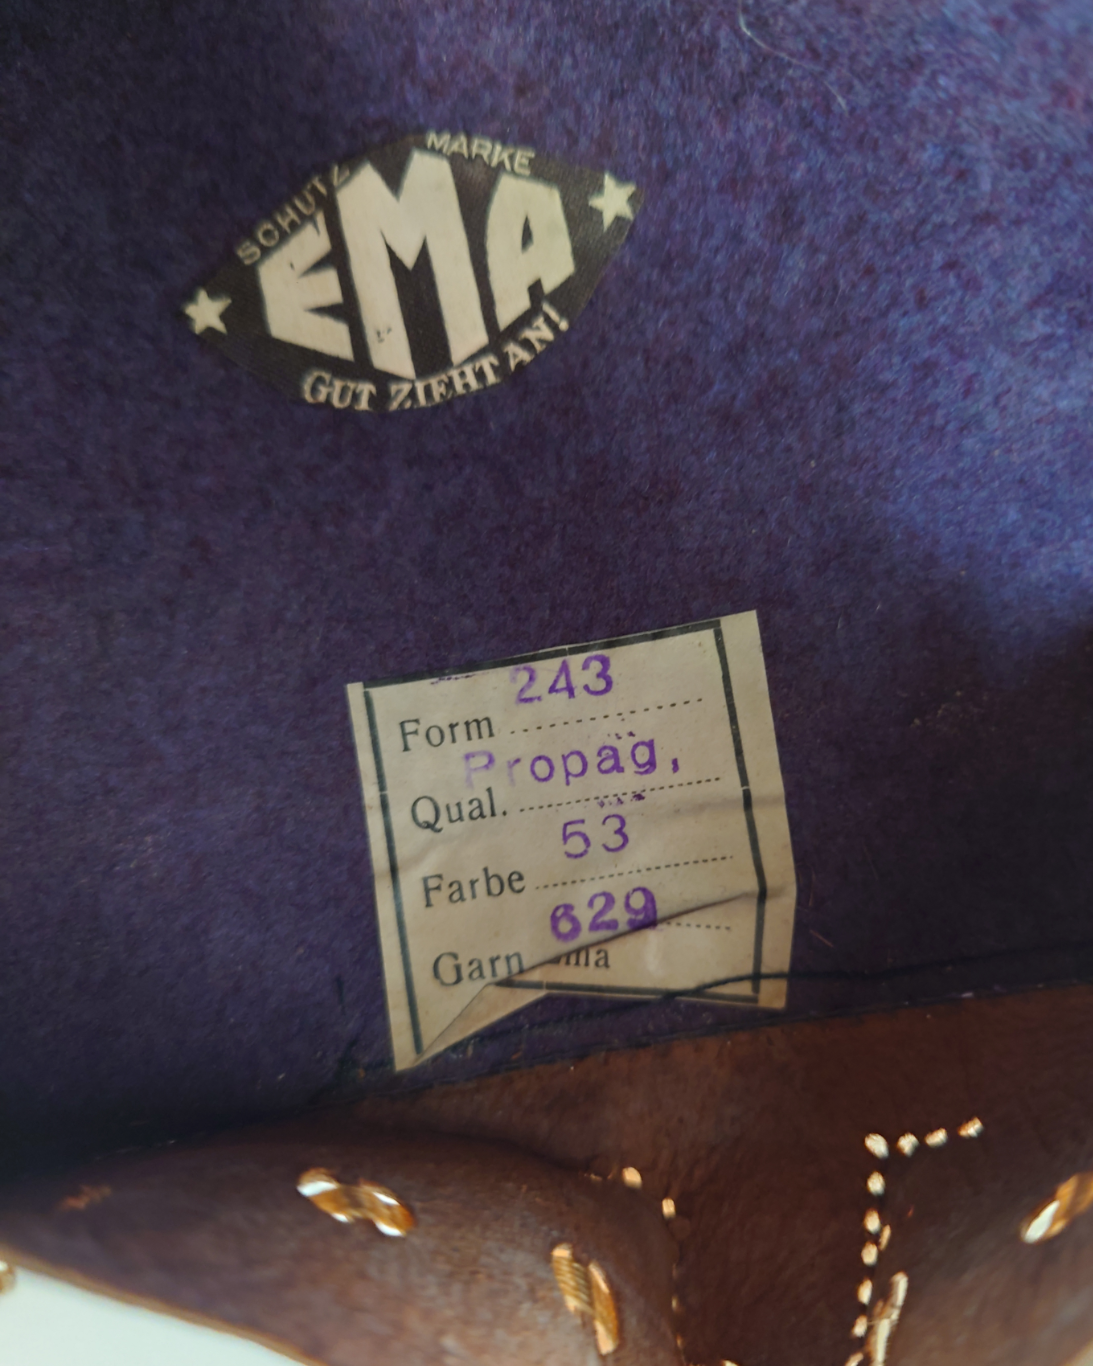 SCHUTZ MARKE
EMA
GUT ZIEHT AN!
243
Form
Propag,
Qual.
53
Farbe
629
Garn